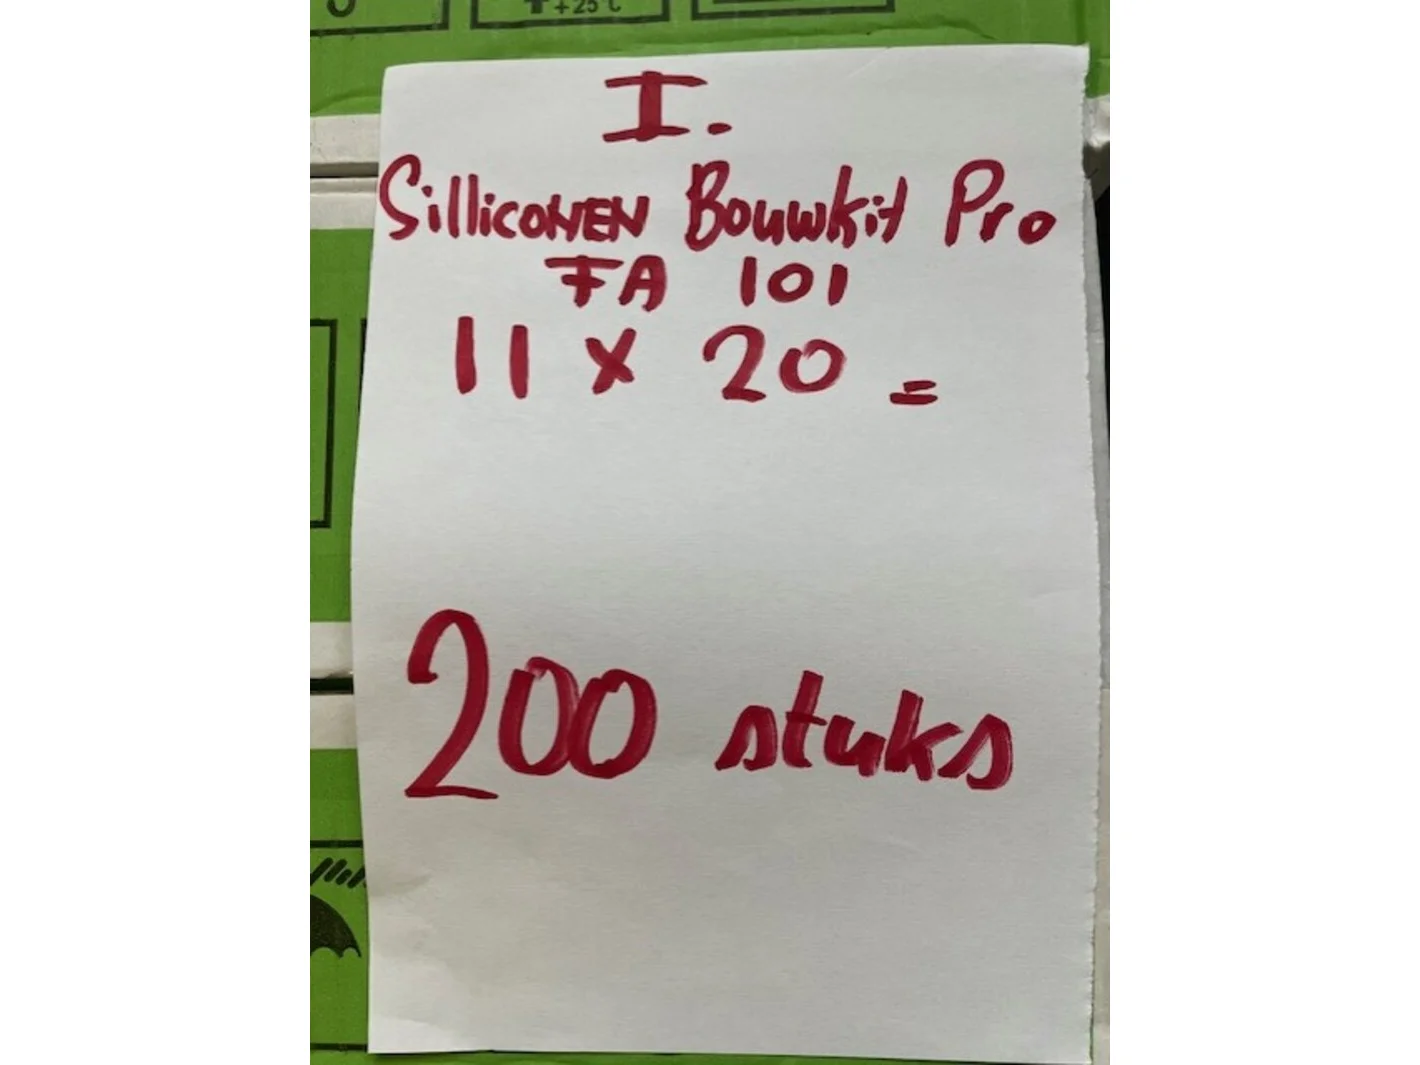 +25°C
I.
Silliconen Bouwkit Pro
FA 101
11 x 20 =
200 stuks